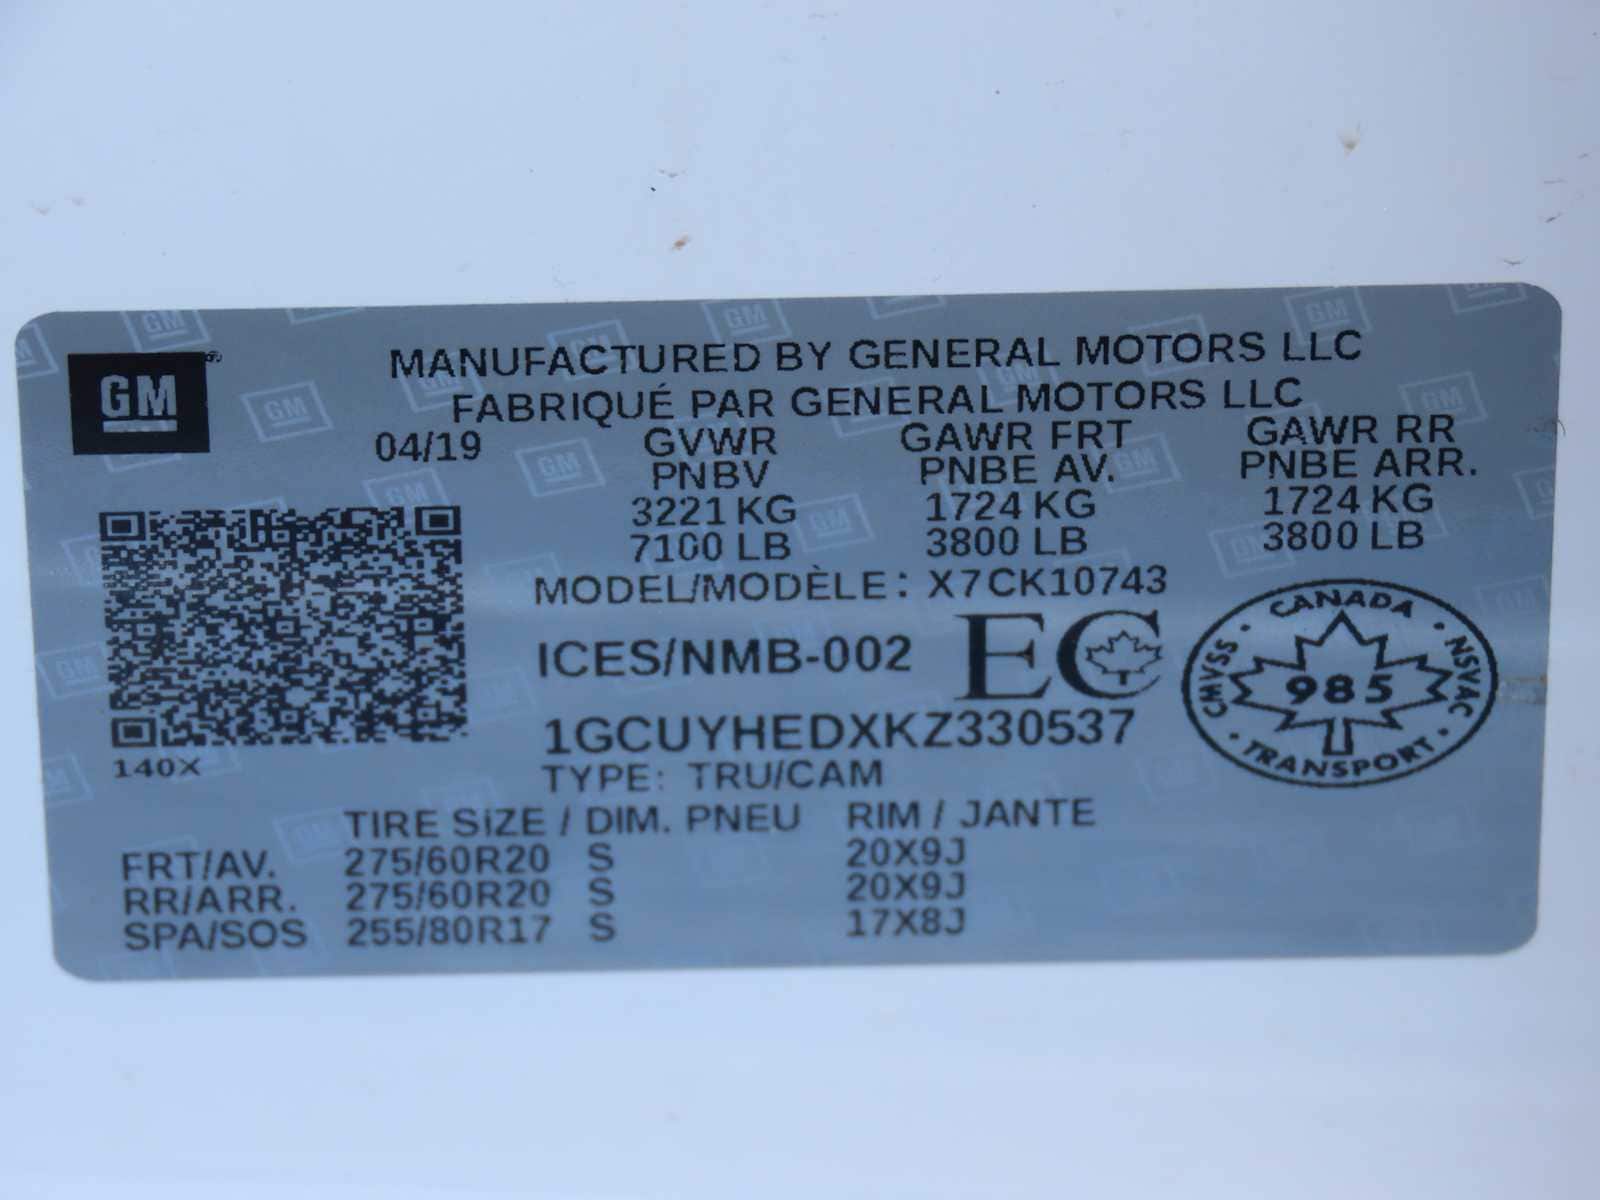 GM
MANUFACTURED BY GENERAL MOTORS LLC
FABRIQUÉ PAR GENERAL MOTORS LLC
04/19 GVWR GAWR FRT GAWR RR
PNBV PNBE AV. PNBE ARR.
3221 KG 1724 KG 1724 KG
7100 LB 3800 LB 3800 LB
MODEL/MODÈLE: X7CK10743
ICES/NMB-002 EC
CANADA
CMVSS 985 NSVAC
TRANSPORT
1GCUYHEDXKZ330537
140X
TYPE: TRU/CAM
TIRE SIZE / DIM. PNEU RIM / JANTE
FRT/AV. 275/60R20 S 20X9J
RR/ARR. 275/60R20 S 20X9J
SPA/SOS 255/80R17 S 17X8J